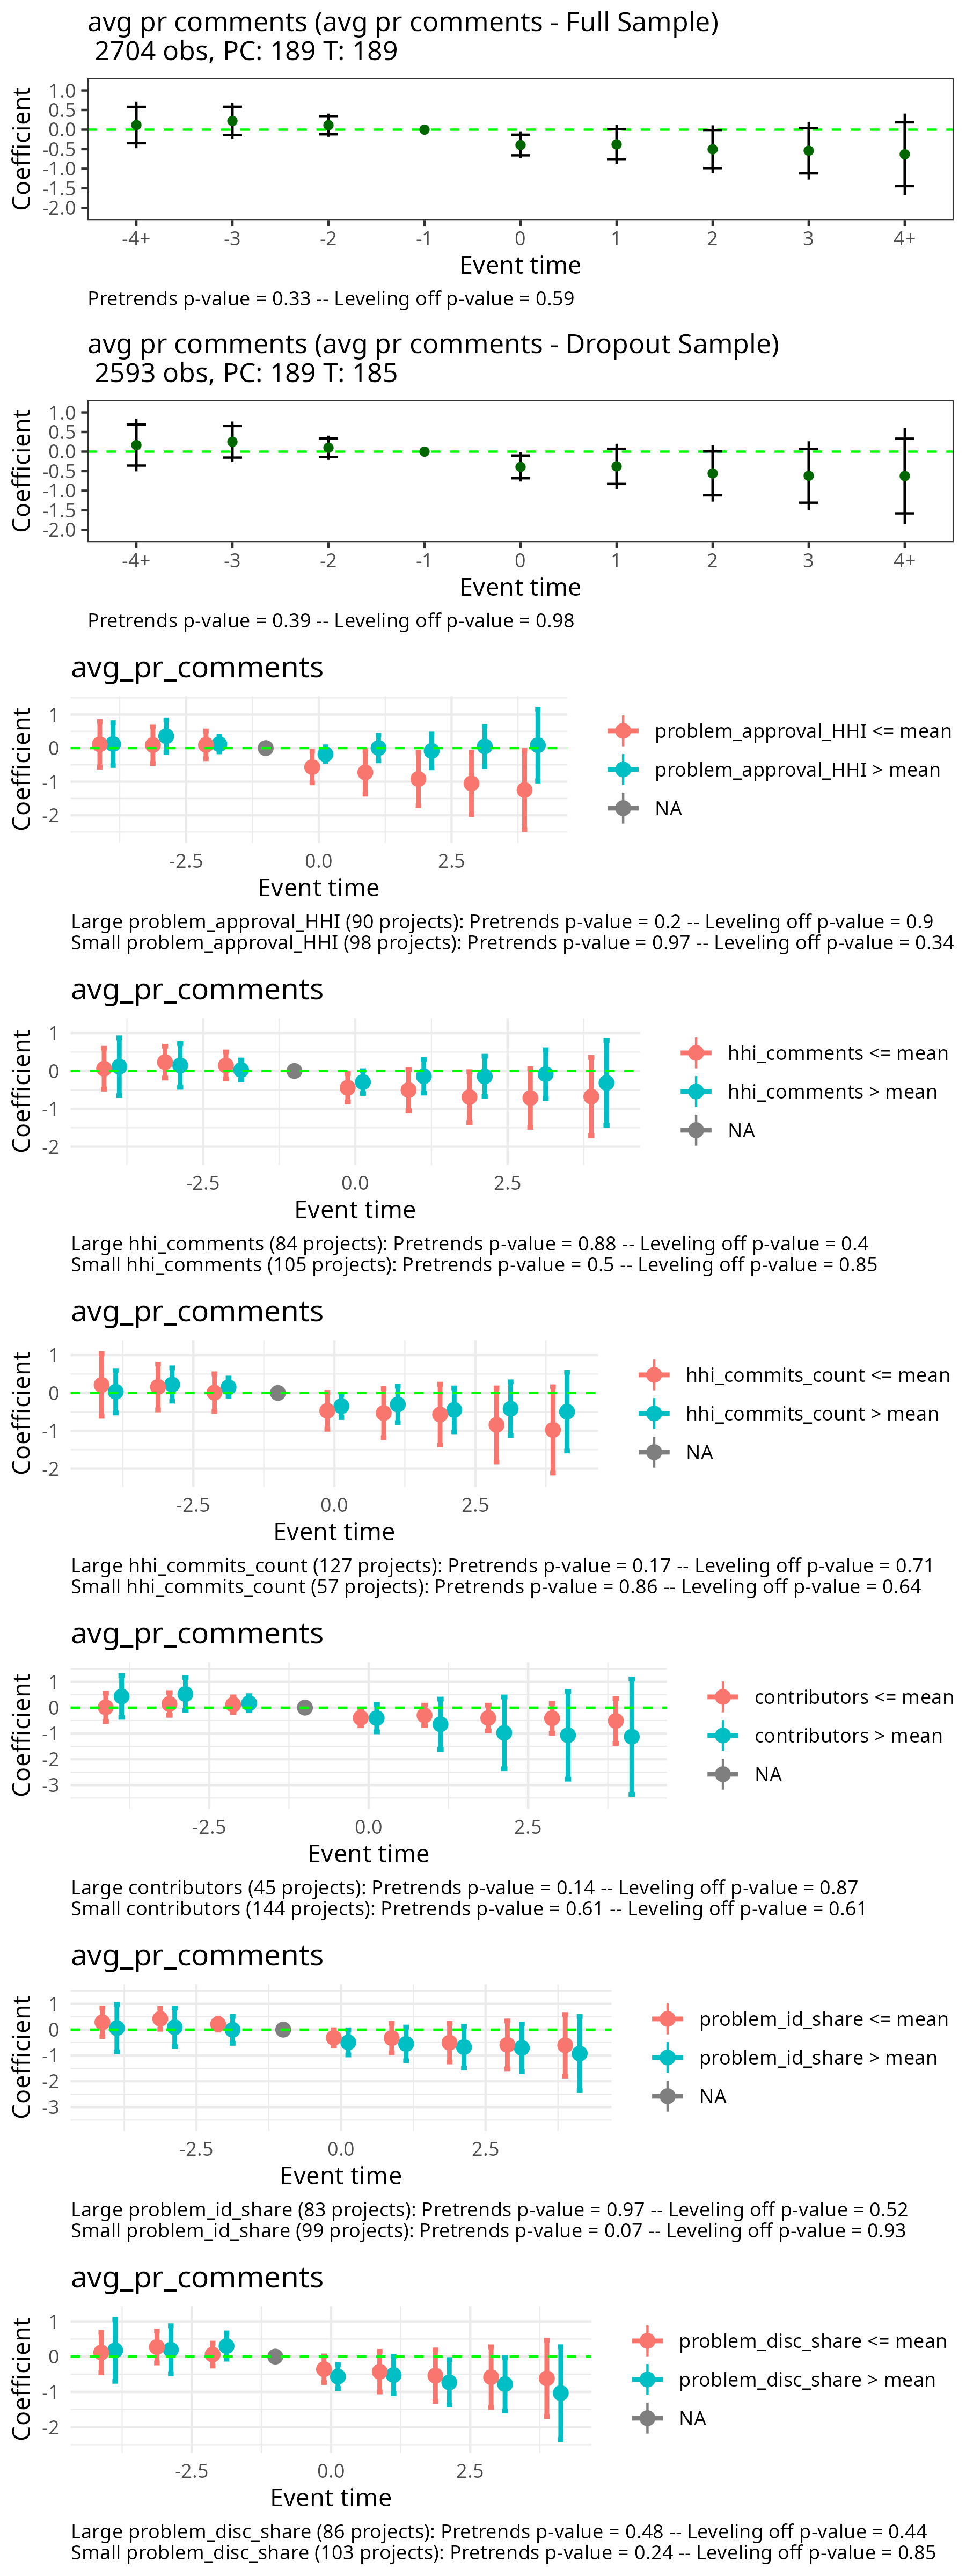 avg pr comments (avg pr comments - Full Sample)
2704 obs, PC: 189 T: 189
Coefficient
1.0
0.5
0.0
-0.5
-1.0
-1.5
-2.0
-4+ -3 -2 -1 0 1 2 3 4+
Event time
Pretrends p-value = 0.33 -- Leveling off p-value = 0.59
avg pr comments (avg pr comments - Dropout Sample)
2593 obs, PC: 189 T: 185
Coefficient
1.0
0.5
0.0
-0.5
-1.0
-1.5
-2.0
-4+ -3 -2 -1 0 1 2 3 4+
Event time
Pretrends p-value = 0.39 -- Leveling off p-value = 0.98
avg_pr_comments
Coefficient
1
0
-1
-2
-2.5 0.0 2.5
Event time
problem_approval_HHI <= mean
problem_approval_HHI > mean
NA
Large problem_approval_HHI (90 projects): Pretrends p-value = 0.2 -- Leveling off p-value = 0.9
Small problem_approval_HHI (98 projects): Pretrends p-value = 0.97 -- Leveling off p-value = 0.34
avg_pr_comments
Coefficient
1
0
-1
-2
-2.5 0.0 2.5
Event time
hhi_comments <= mean
hhi_comments > mean
NA
Large hhi_comments (84 projects): Pretrends p-value = 0.88 -- Leveling off p-value = 0.4
Small hhi_comments (105 projects): Pretrends p-value = 0.5 -- Leveling off p-value = 0.85
avg_pr_comments
Coefficient
1
0
-1
-2
-2.5 0.0 2.5
Event time
hhi_commits_count <= mean
hhi_commits_count > mean
NA
Large hhi_commits_count (127 projects): Pretrends p-value = 0.17 -- Leveling off p-value = 0.71
Small hhi_commits_count (57 projects): Pretrends p-value = 0.86 -- Leveling off p-value = 0.64
avg_pr_comments
Coefficient
1
0
-1
-2
-3
-2.5 0.0 2.5
Event time
contributors <= mean
contributors > mean
NA
Large contributors (45 projects): Pretrends p-value = 0.14 -- Leveling off p-value = 0.87
Small contributors (144 projects): Pretrends p-value = 0.61 -- Leveling off p-value = 0.61
avg_pr_comments
Coefficient
1
0
-1
-2
-3
-2.5 0.0 2.5
Event time
problem_id_share <= mean
problem_id_share > mean
NA
Large problem_id_share (83 projects): Pretrends p-value = 0.97 -- Leveling off p-value = 0.52
Small problem_id_share (99 projects): Pretrends p-value = 0.07 -- Leveling off p-value = 0.93
avg_pr_comments
Coefficient
1
0
-1
-2
-2.5 0.0 2.5
Event time
problem_disc_share <= mean
problem_disc_share > mean
NA
Large problem_disc_share (86 projects): Pretrends p-value = 0.48 -- Leveling off p-value = 0.44
Small problem_disc_share (103 projects): Pretrends p-value = 0.24 -- Leveling off p-value = 0.85